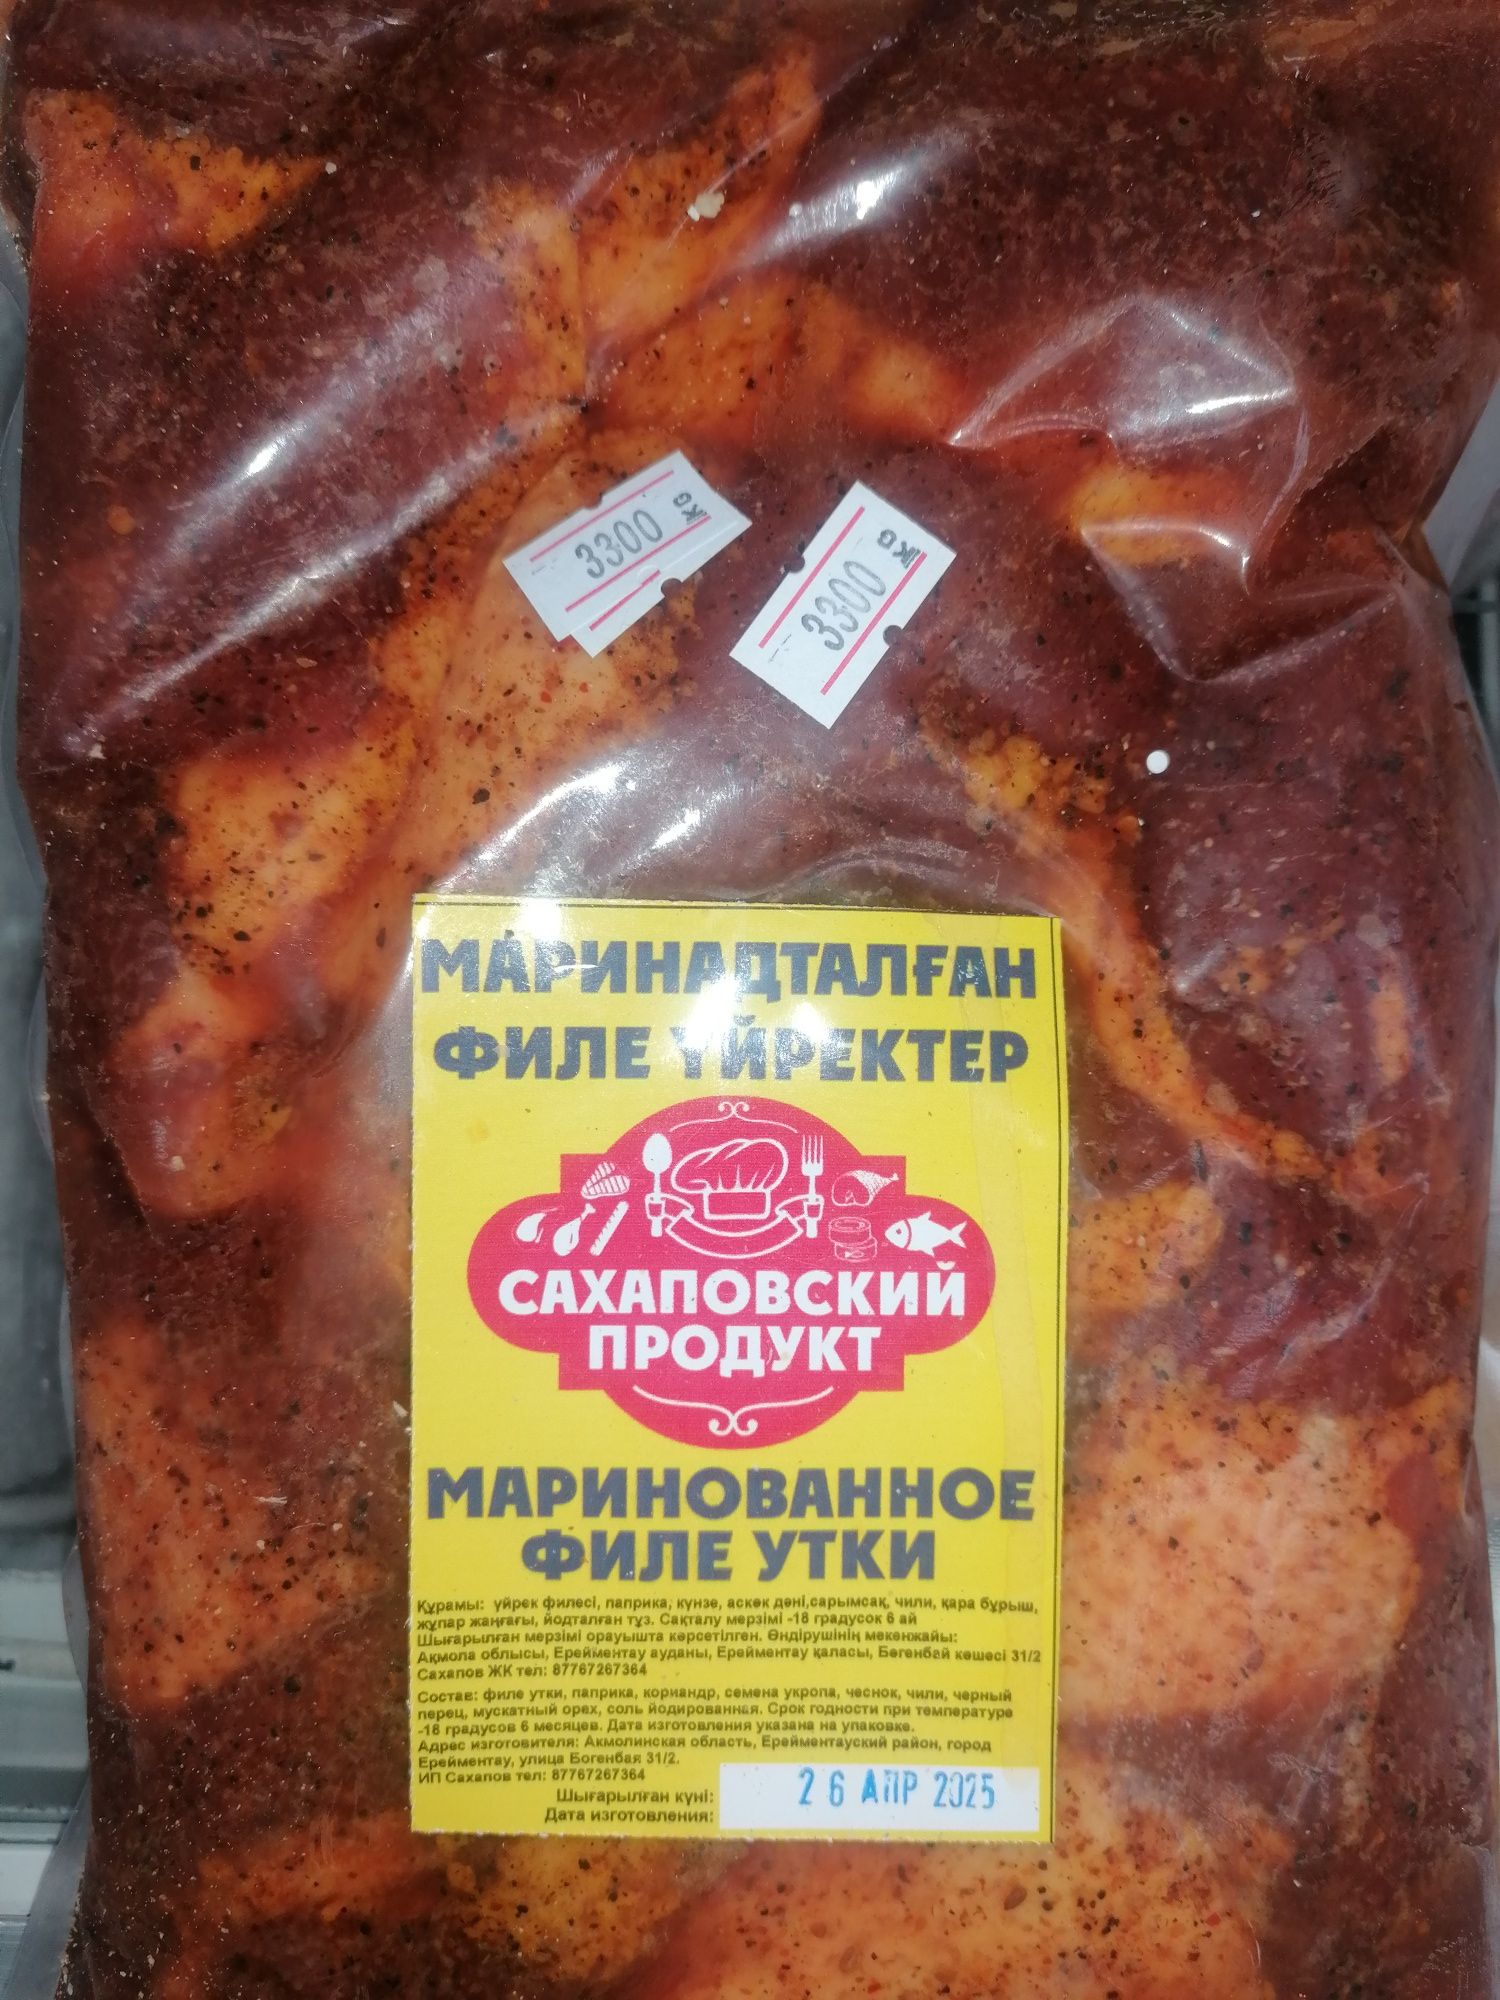 3300 КG
3300 КG
МАРИНАДТАЛҒАН
ФИЛЕ ҮЙРЕКТЕР
САХАПОВСКИЙ
ПРОДУКТ
МАРИНОВАННОЕ
ФИЛЕ УТКИ
Құрамы: үйрек филесі, паприка, күнзе, аскөк дәні,сарымсақ, чили, қара бұрыш,
жұпар жаңғағы, йодталған тұз. Сақталу мерзімі -18 градусок 6 ай
Шығарылған мерзімі орауышта көрсетілген. Өндірушінің мекенжайы:
Ақмола облысы, Ерейментау ауданы, Ерейментау қаласы, Бөгенбай көшесі 31/2
Сахапов ЖК тел: 87767267364
Состав: филе утки, паприка, кориандр, семена укропа, чеснок, чили, черный
перец, мускатный орех, соль йодированная. Срок годности при температуре
-18 градусов 6 месяцев. Дата изготовления указана на упаковке.
Адрес изготовителя: Акмолинская область, Ерейментауский район, город
Ерейментау, улица Богенбая 31/2.
ИП Сахапов тел: 87767267364
Шығарылған күні: 26 АПР 2025
Дата изготовления: